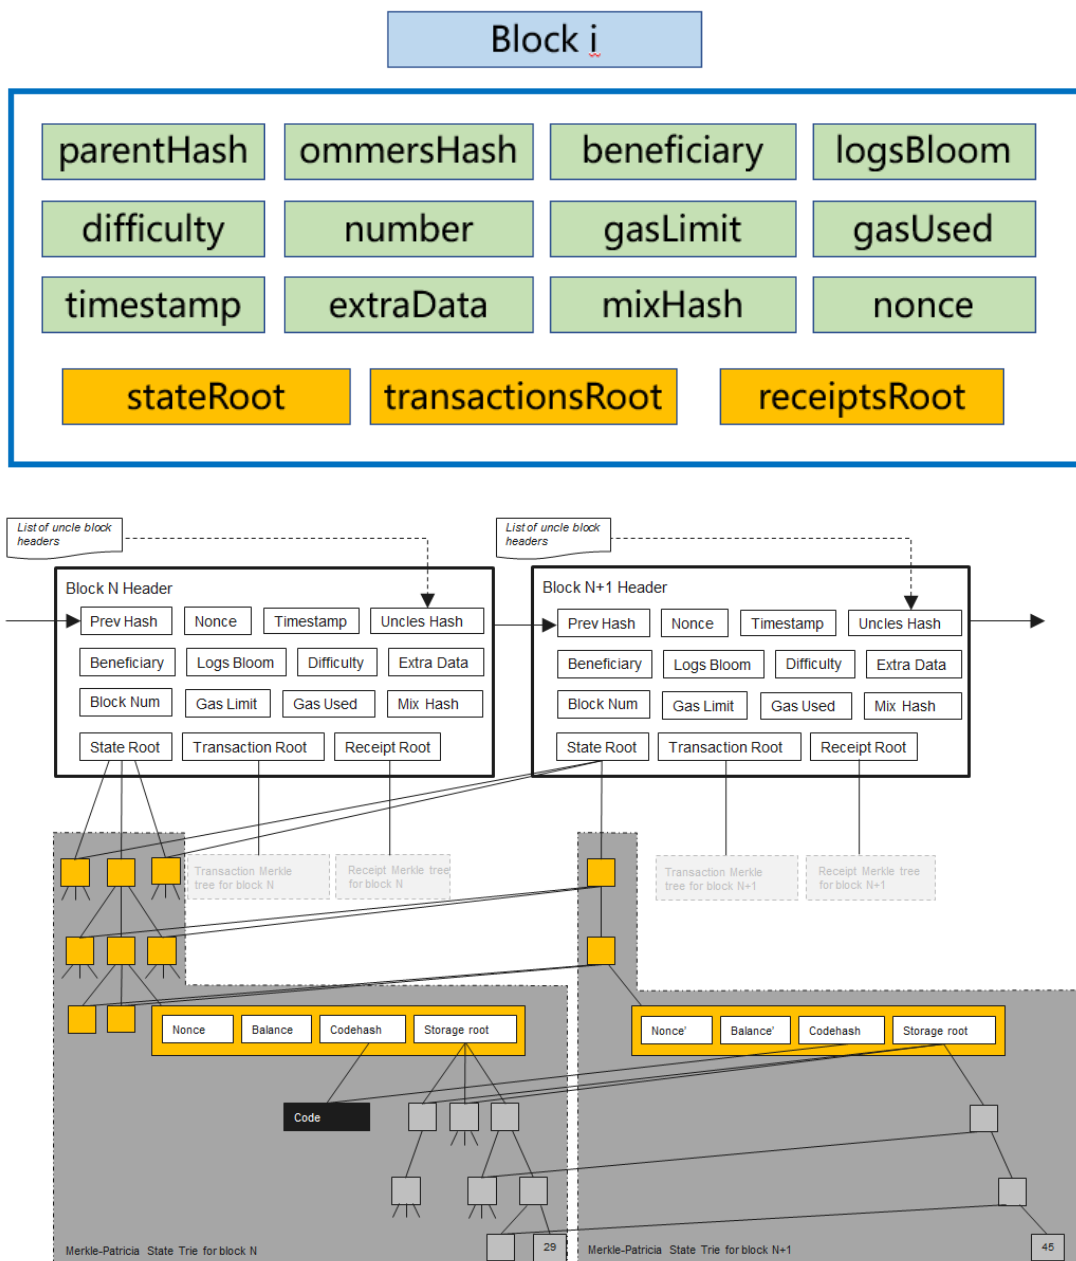 Block i
parentHash ommersHash beneficiary logsBloom
difficulty number gasLimit gasUsed
timestamp extraData mixHash nonce
stateRoot transactionsRoot receiptsRoot
List of uncle block
headers
List of uncle block
headers
Block N Header
Prev Hash Nonce Timestamp Uncles Hash
Beneficiary Logs Bloom Difficulty Extra Data
Block Num Gas Limit Gas Used Mix Hash
State Root Transaction Root Receipt Root
Block N+1 Header
Prev Hash Nonce Timestamp Uncles Hash
Beneficiary Logs Bloom Difficulty Extra Data
Block Num Gas Limit Gas Used Mix Hash
State Root Transaction Root Receipt Root
Transaction Merkle
tree for block N
Receipt Merkle tree
for block N
Transaction Merkle
tree for block N+1
Receipt Merkle tree
for block N+1
Nonce Balance Codehash Storage root
Nonce' Balance' Codehash Storage root
Code
29
45
Merkle-Patricia State Trie for block N
Merkle-Patricia State Trie for block N+1